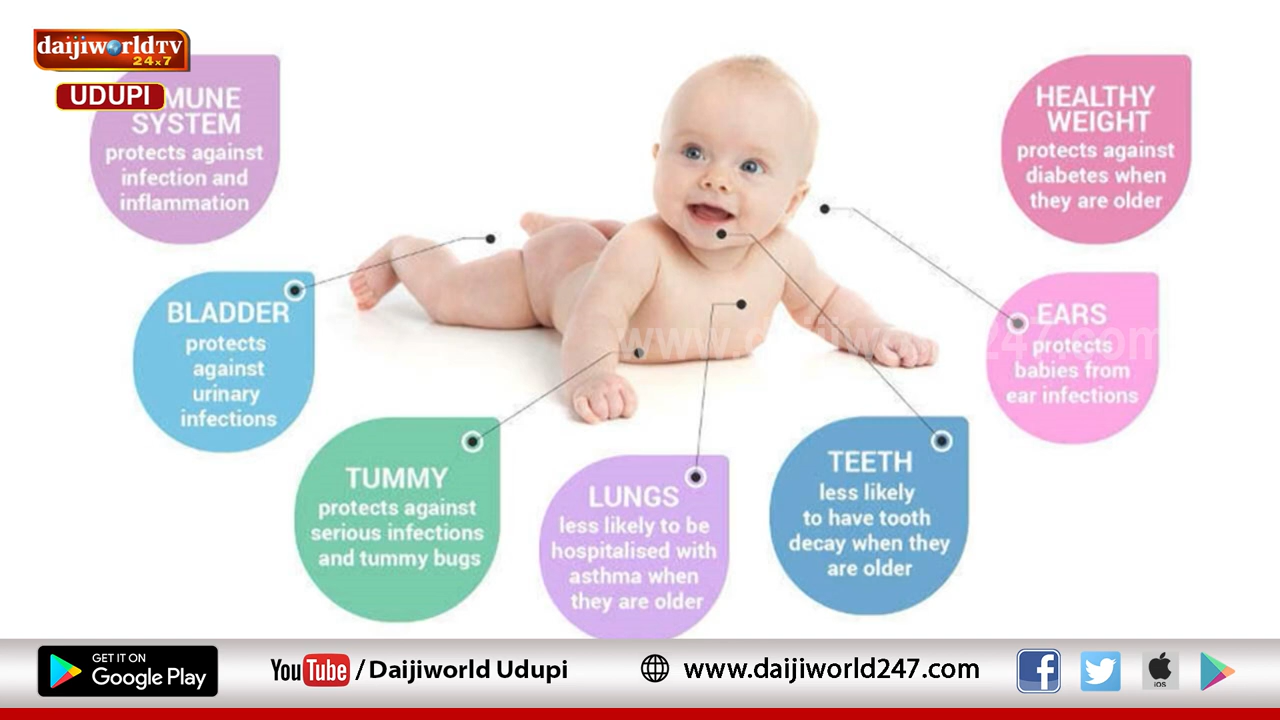 daijiworldTV
24x7
UDUPI
MUNE
SYSTEM
protects against
infection and
inflammation
HEALTHY
WEIGHT
protects against
diabetes when
they are older
BLADDER
protects
against
urinary
infections
EARS
protects
babies from
ear infections
www.daijiworld247.com
TUMMY
protects against
serious infections
and tummy bugs
LUNGS
less likely to be
hospitalised with
asthma when
they are older
TEETH
less likely
to have tooth
decay when they
are older
GET IT ON
Google Play
YouTube / Daijiworld Udupi
www.daijiworld247.com
f
iOS